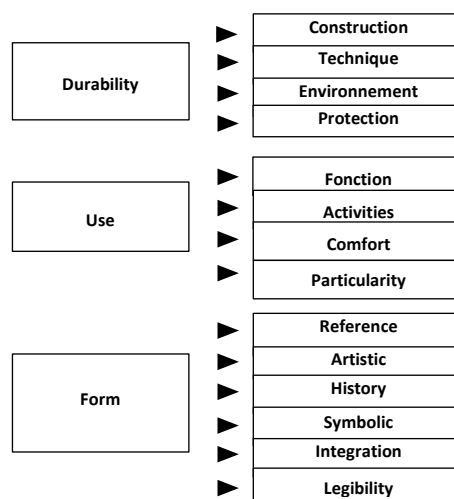 Durability
Construction
Technique
Environnement
Protection
Use
Fonction
Activities
Comfort
Particularity
Form
Reference
Artistic
History
Symbolic
Integration
Legibility